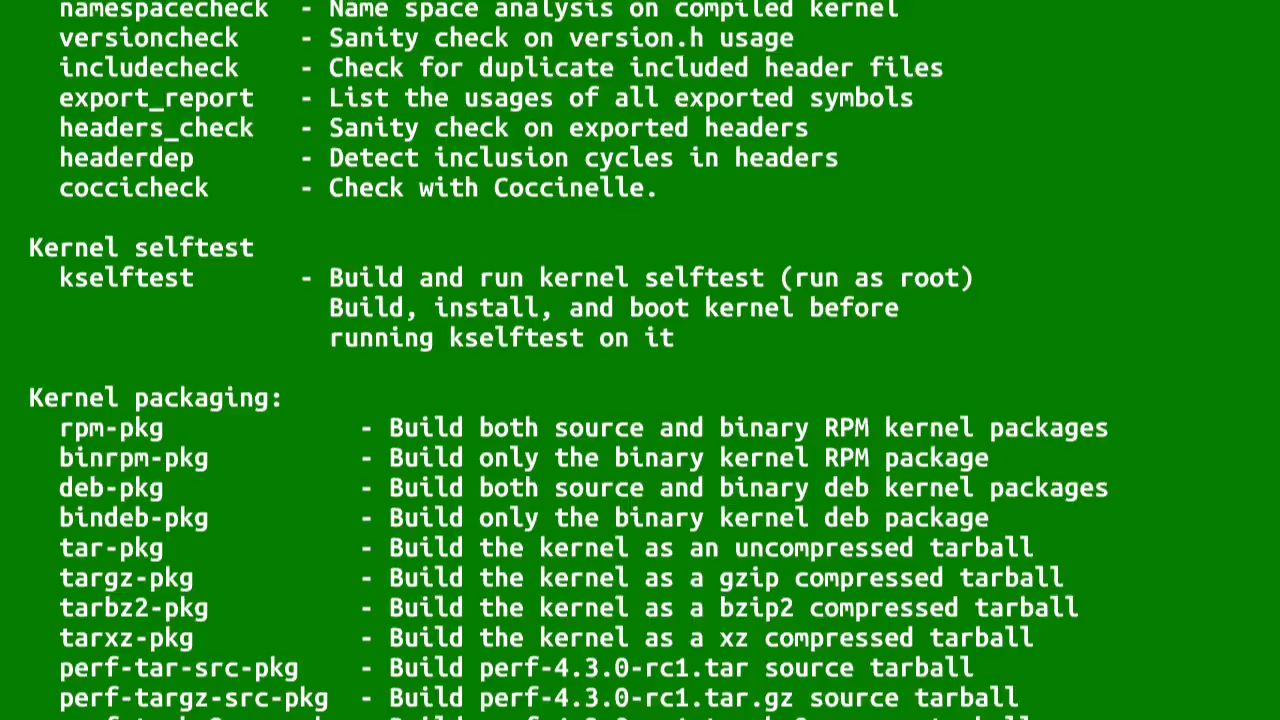 namespacecheck - Name space analysis on compiled kernel
versioncheck - Sanity check on version.h usage
includecheck - Check for duplicate included header files
export_report - List the usages of all exported symbols
headers_check - Sanity check on exported headers
headerdep - Detect inclusion cycles in headers
coccicheck - Check with Coccinelle.
Kernel selftest
kselftest - Build and run kernel selftest (run as root)
Build, install, and boot kernel before
running kselftest on it
Kernel packaging:
rpm-pkg - Build both source and binary RPM kernel packages
binrpm-pkg - Build only the binary kernel RPM package
deb-pkg - Build both source and binary deb kernel packages
bindeb-pkg - Build only the binary kernel deb package
tar-pkg - Build the kernel as an uncompressed tarball
targz-pkg - Build the kernel as a gzip compressed tarball
tarbz2-pkg - Build the kernel as a bzip2 compressed tarball
tarxz-pkg - Build the kernel as a xz compressed tarball
perf-tar-src-pkg - Build perf-4.3.0-rc1.tar source tarball
perf-targz-src-pkg - Build perf-4.3.0-rc1.tar.gz source tarball